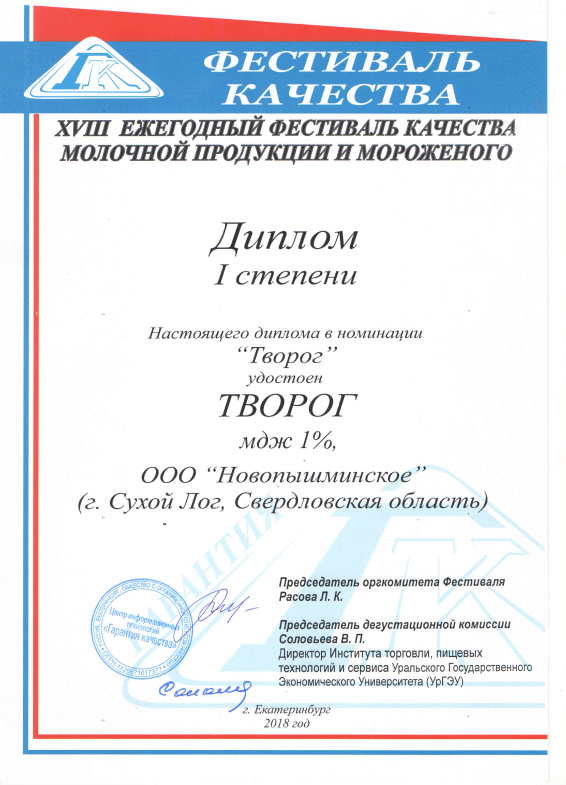 ГК
ФЕСТИВАЛЬ
КАЧЕСТВА
XVIII ЕЖЕГОДНЫЙ ФЕСТИВАЛЬ КАЧЕСТВА
МОЛОЧНОЙ ПРОДУКЦИИ И МОРОЖЕНОГО
Диплом
I степени
Настоящего диплома в номинации
“Творог”
удостоен
ТВОРОГ
мдж 1%,
ООО “Новопышминское”
(г. Сухой Лог, Свердловская область)
ГАРАНТИЯ
Председатель оргкомитета Фестиваля
Расова Л. К.
Председатель дегустационной комиссии
Соловьева В. П.
Директор Института торговли, пищевых
технологий и сервиса Уральского Государственного
Экономического Университета (УрГЭУ)
Центр информационных
технологий
«Гарантия качества»
г. Екатеринбург
2018 год